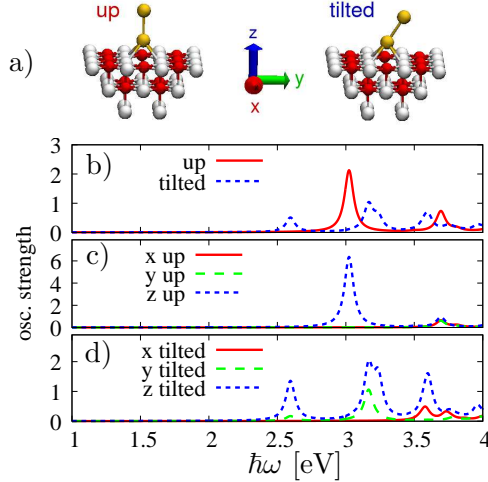 up tilted
a)
z
y
x
b)
up
tilted
3
2
1
0
c)
x up
y up
z up
6
4
2
0
d)
x tilted
y tilted
z tilted
3
2
1
0
osc. strength
1 1.5 2 2.5 3 3.5 4
ℏω [eV]